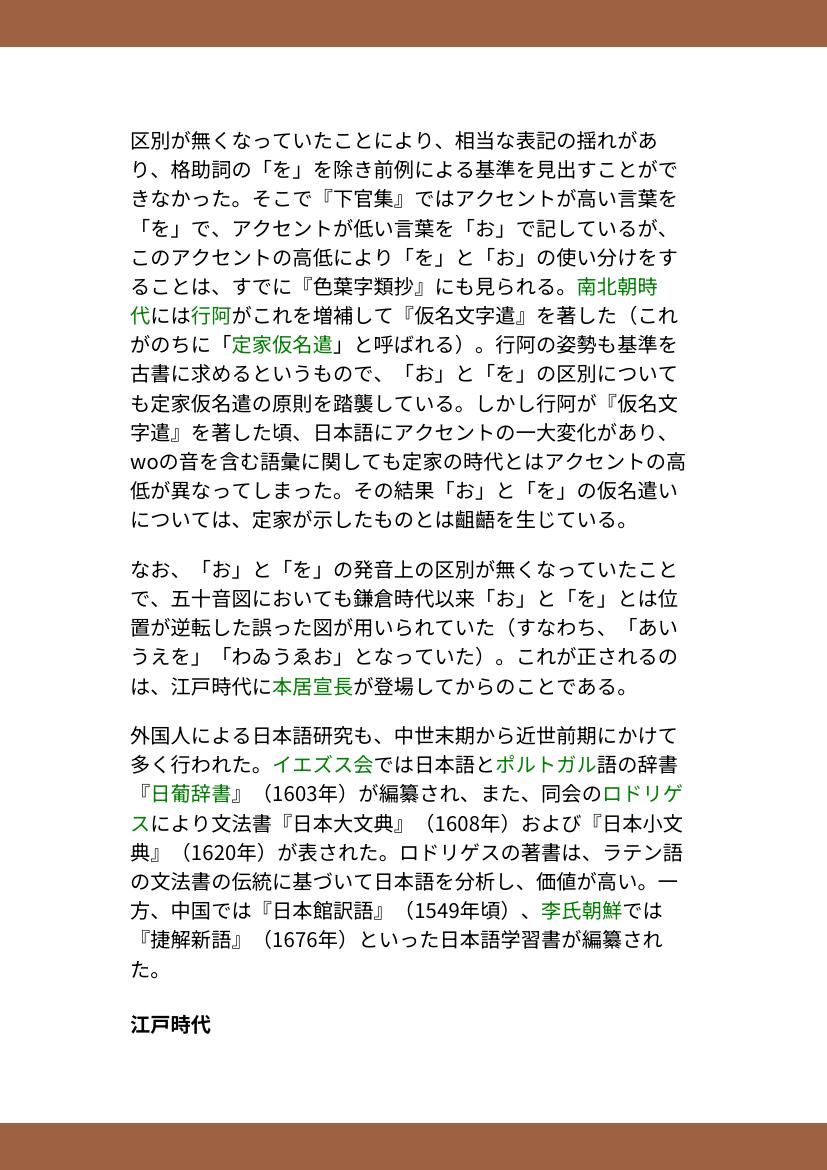 区別が無くなっていたことにより、相当な表記の揺れがあ
り、格助詞の「を」を除き前例による基準を見出すことがで
きなかった。そこで『下官集』ではアクセントが高い言葉を
「を」で、アクセントが低い言葉を「お」で記しているが、
このアクセントの高低により「を」と「お」の使い分けをす
ることは、すでに『色葉字類抄』にも見られる。南北朝時
代には行阿がこれを増補して『仮名文字遣』を著した（これ
がのちに「定家仮名遣」と呼ばれる）。行阿の姿勢も基準を
古書に求めるというもので、「お」と「を」の区別について
も定家仮名遣の原則を踏襲している。しかし行阿が『仮名文
字遣』を著した頃、日本語にアクセントの一大変化があり、
woの音を含む語彙に関しても定家の時代とはアクセントの高
低が異なってしまった。その結果「お」と「を」の仮名遣い
については、定家が示したものとは齟齬を生じている。
なお、「お」と「を」の発音上の区別が無くなっていたこと
で、五十音図においても鎌倉時代以来「お」と「を」とは位
置が逆転した誤った図が用いられていた（すなわち、「あい
うえを」「わゐうゑお」となっていた）。これが正されるの
は、江戸時代に本居宣長が登場してからのことである。
外国人による日本語研究も、中世末期から近世前期にかけて
多く行われた。イエズス会では日本語とポルトガル語の辞書
『日葡辞書』（1603年）が編纂され、また、同会のロドリゲ
スにより文法書『日本大文典』（1608年）および『日本小文
典』（1620年）が表された。ロドリゲスの著書は、ラテン語
の文法書の伝統に基づいて日本語を分析し、価値が高い。一
方、中国では『日本館訳語』（1549年頃）、李氏朝鮮では
『捷解新語』（1676年）といった日本語学習書が編纂され
た。
江戸時代